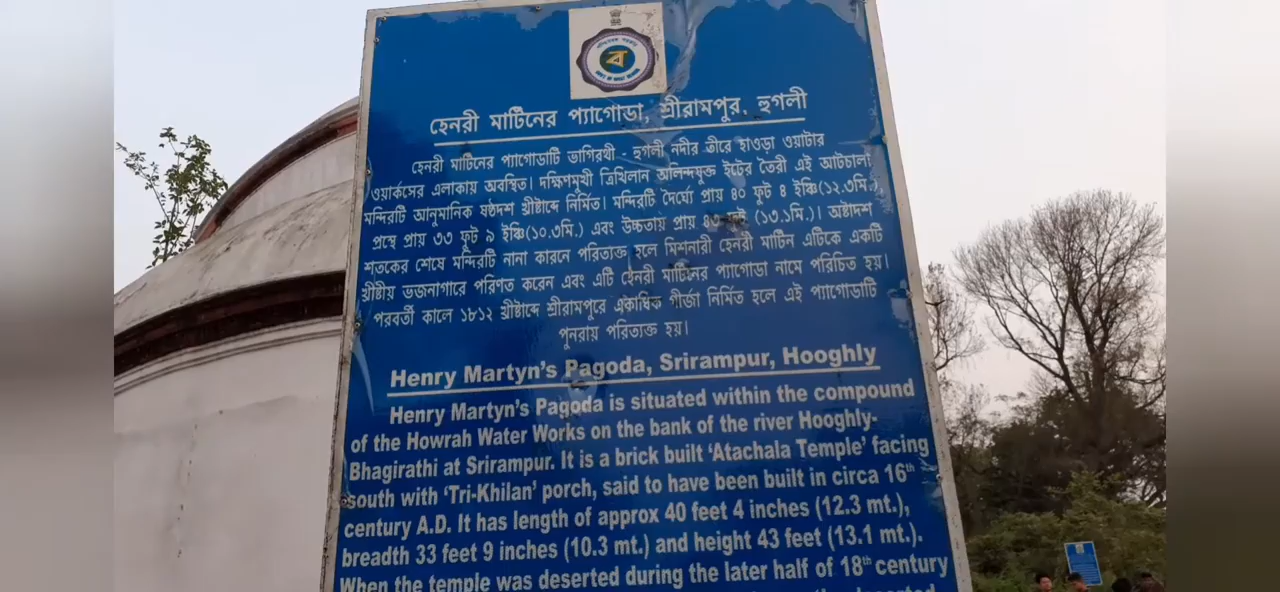 হেনরী মার্টিনের প্যাগোডা, শ্রীরামপুর, হুগলী
হেনরী মার্টিনের প্যাগোডাটি ভাগিরথী - হুগলী নদীর তীরে হাওড়া ওয়াটার
ওয়ার্কসের এলাকায় অবস্থিত। দক্ষিণমুখী ত্রিখিলান অলিন্দযুক্ত ইটের তৈরী এই আটচালা
মন্দিরটি আনুমানিক ষষ্ঠদশ খ্রীষ্টাব্দে নির্মিত। মন্দিরটি দৈর্ঘ্যে প্রায় ৪০ ফুট ৪ ইঞ্চি(১২.৩মি.),
প্রস্থে প্রায় ৩৩ ফুট ৯ ইঞ্চি(১০.৩মি.) এবং উচ্চতায় প্রায় ৪৩ ফুট (১৩.১মি.)। অষ্টাদশ
শতকের শেষে মন্দিরটি নানা কারনে পরিত্যক্ত হলে মিশনারী হেনরী মার্টিন এটিকে একটি
খ্রীষ্টীয় ভজনাগারে পরিণত করেন এবং এটি হেনরী মার্টিনের প্যাগোডা নামে পরিচিত হয়।
পরবর্তী কালে ১৮১২ খ্রীষ্টাব্দে শ্রীরামপুরে একাধিক গীর্জা নির্মিত হলে এই প্যাগোডাটি
পুনরায় পরিত্যক্ত হয়।
Henry Martyn's Pagoda, Srirampur, Hooghly
Henry Martyn's Pagoda is situated within the compound
of the Howrah Water Works on the bank of the river Hooghly-
Bhagirathi at Srirampur. It is a brick built 'Atachala Temple' facing
south with 'Tri-Khilan' porch, said to have been built in circa 16th
century A.D. It has length of approx 40 feet 4 inches (12.3 mt.),
breadth 33 feet 9 inches (10.3 mt.) and height 43 feet (13.1 mt.).
When the temple was deserted during the later half of 18th century